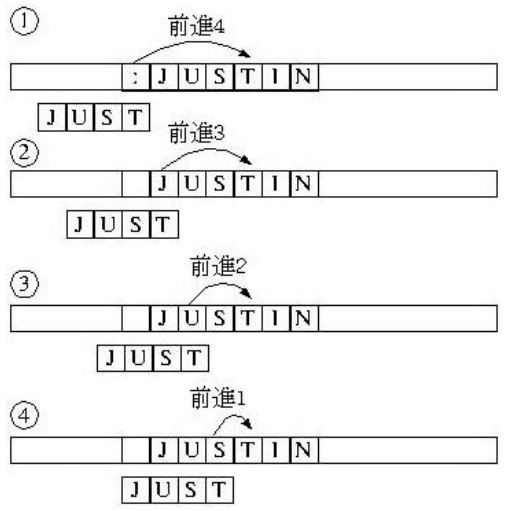 ①
前進4
: J U S T I N
J U S T
②
前進3
J U S T I N
J U S T
③
前進2
J U S T I N
J U S T
④
前進1
J U S T I N
J U S T